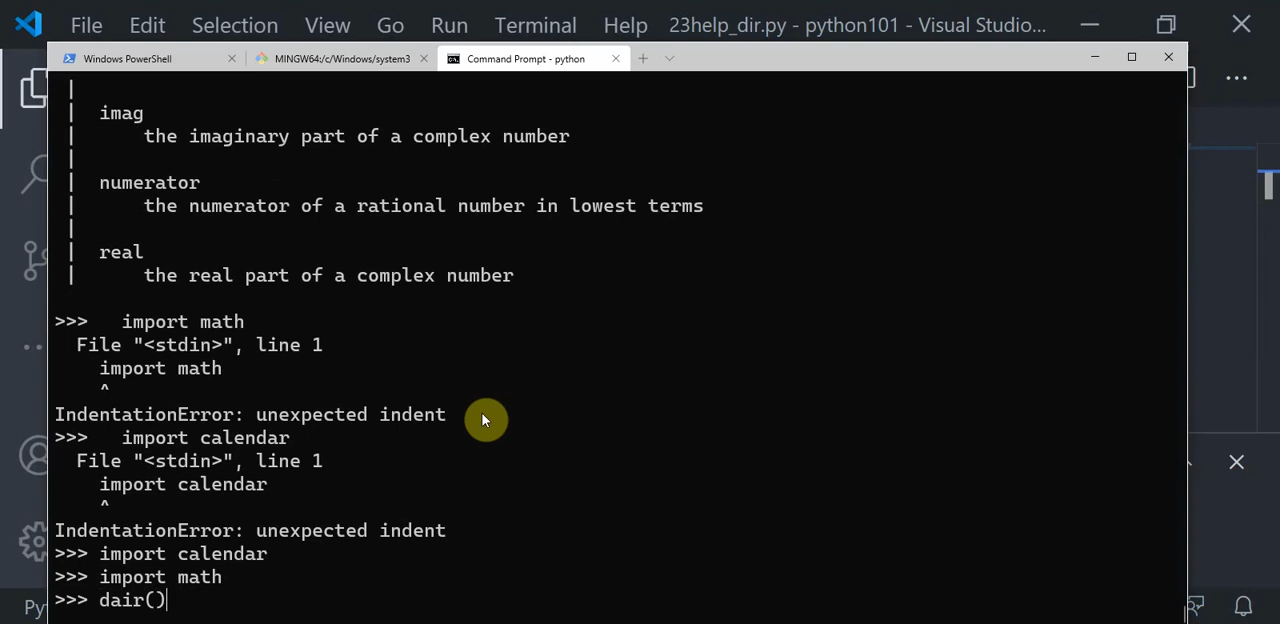 File Edit Selection View Go Run Terminal Help 23help_dir.py - python101 - Visual Studio...
Windows PowerShell MINGW64:/c/Windows/system3 Command Prompt - python
|
| imag
| the imaginary part of a complex number
|
| numerator
| the numerator of a rational number in lowest terms
|
| real
| the real part of a complex number
>>> import math
File "<stdin>", line 1
import math
^
IndentationError: unexpected indent
>>> import calendar
File "<stdin>", line 1
import calendar
^
IndentationError: unexpected indent
>>> import calendar
>>> import math
>>> dair()
Py